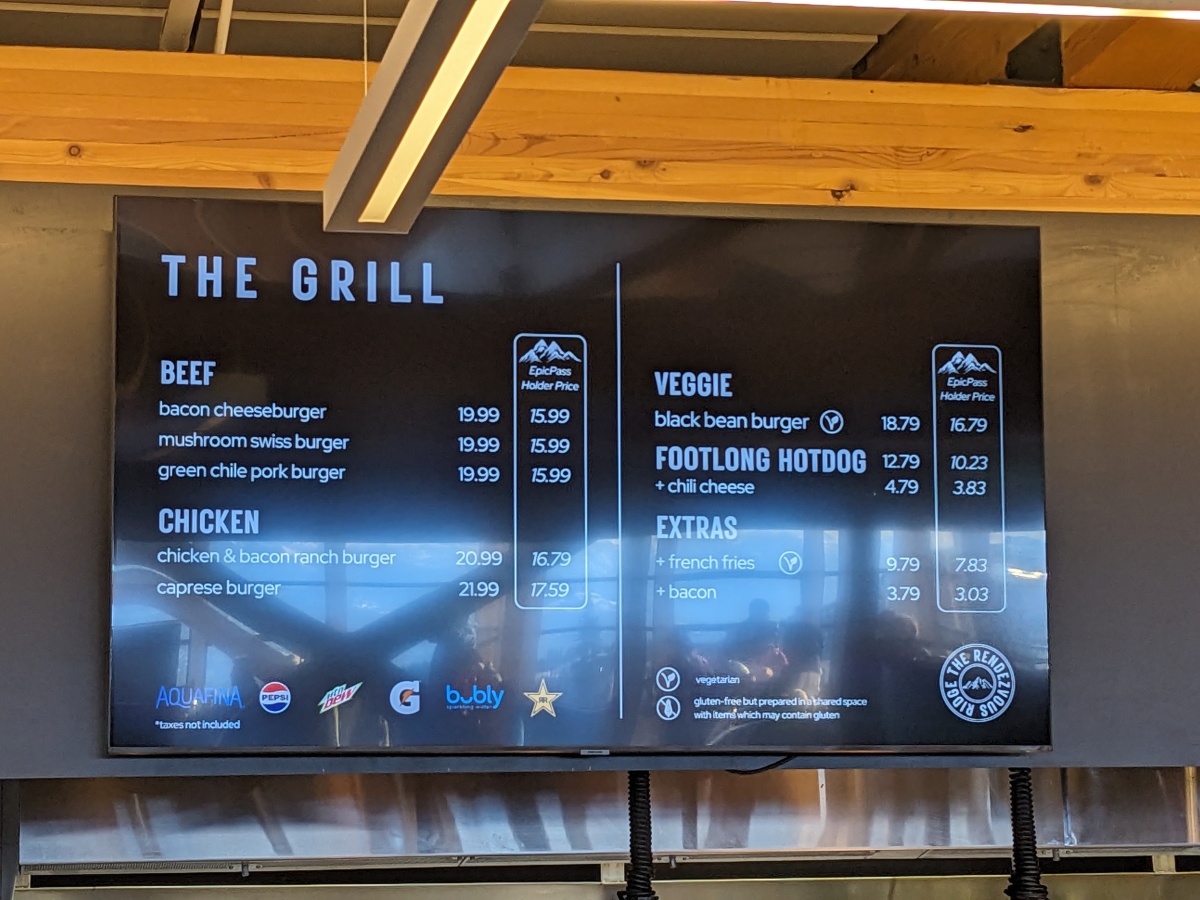 THE GRILL
EpicPass
Holder Price
BEEF
bacon cheeseburger 19.99 15.99
mushroom swiss burger 19.99 15.99
green chile pork burger 19.99 15.99
CHICKEN
chicken & bacon ranch burger 20.99 16.79
caprese burger 21.99 17.59
AQUAFINA PEPSI mtn dew G bubly
sparkling water
*taxes not included
EpicPass
Holder Price
VEGGIE
black bean burger V 18.79 16.79
FOOTLONG HOTDOG 12.79 10.23
+ chili cheese 4.79 3.83
EXTRAS
+ french fries V 9.79 7.83
+ bacon 3.79 3.03
V vegetarian
gluten-free but prepared in a shared space
with items which may contain gluten
THE RENDEZVOUS RIDGE